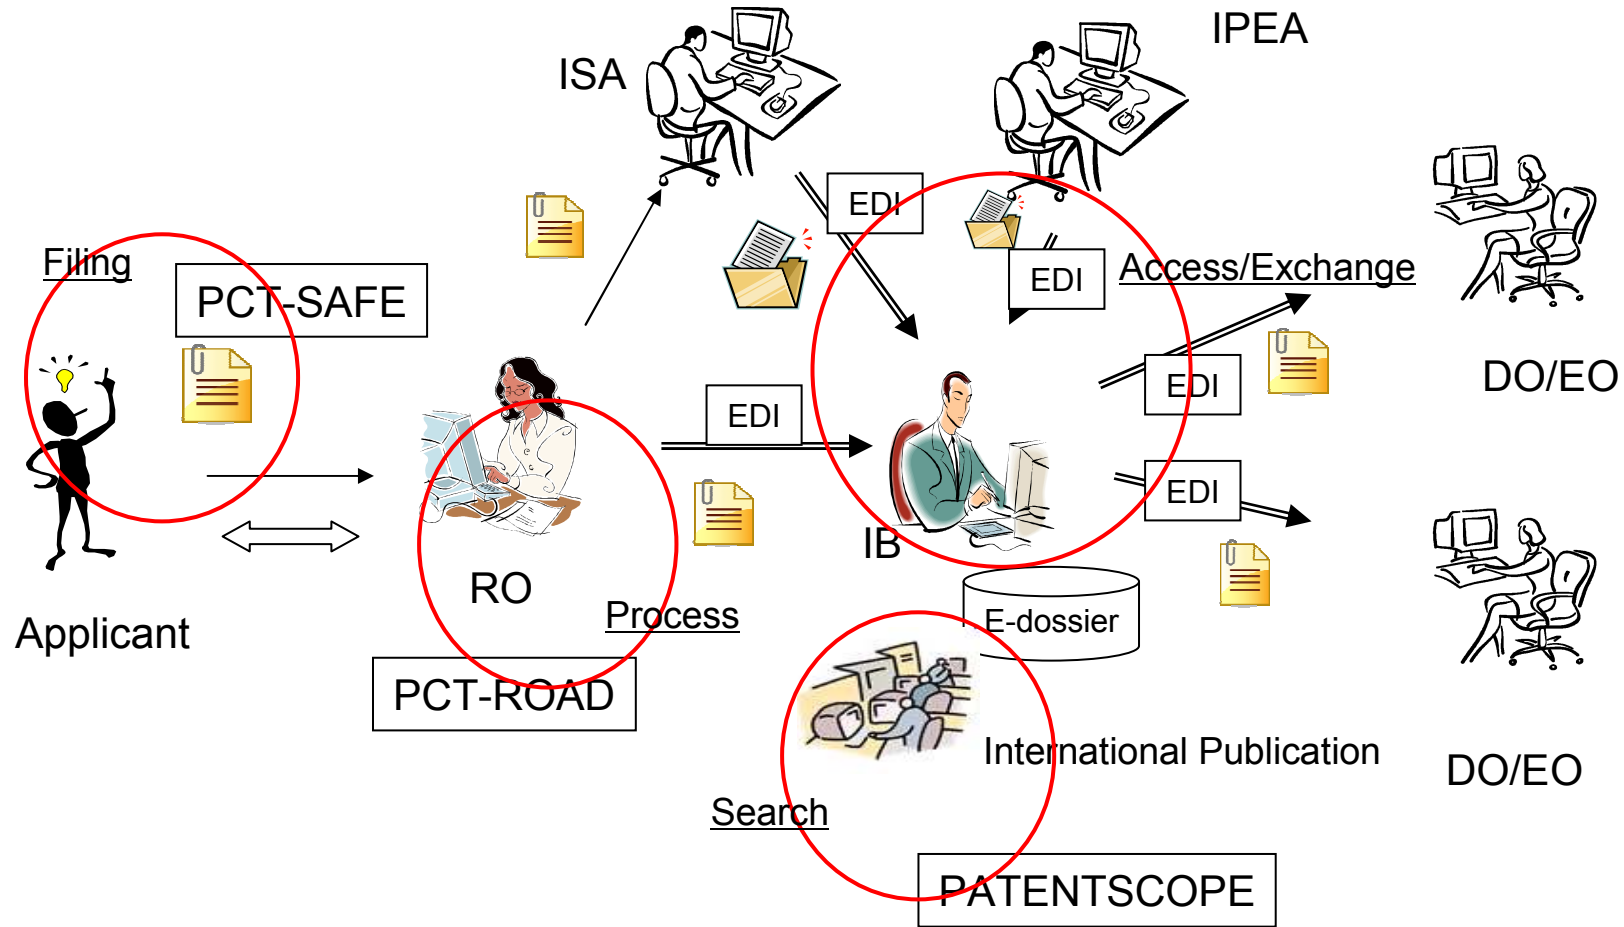 IPEA
ISA
EDI
Filing
PCT-SAFE
EDI
Access/Exchange
EDI
DO/EO
EDI
EDI
IB
RO
Process
E-dossier
Applicant
PCT-ROAD
International Publication
DO/EO
Search
PATENTSCOPE